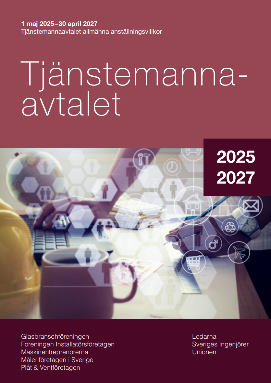 1 maj 2025–30 april 2027
Tjänstemannaavtalet allmänna anställningsvillkor
Tjänstemanna-
avtalet
2025
2027
Glasbranschföreningen
Föreningen Installatörsföretagen
Maskinentreprenörerna
Måleriföretagen i Sverige
Plåt & Ventföretagen
Ledarna
Sveriges Ingenjörer
Unionen